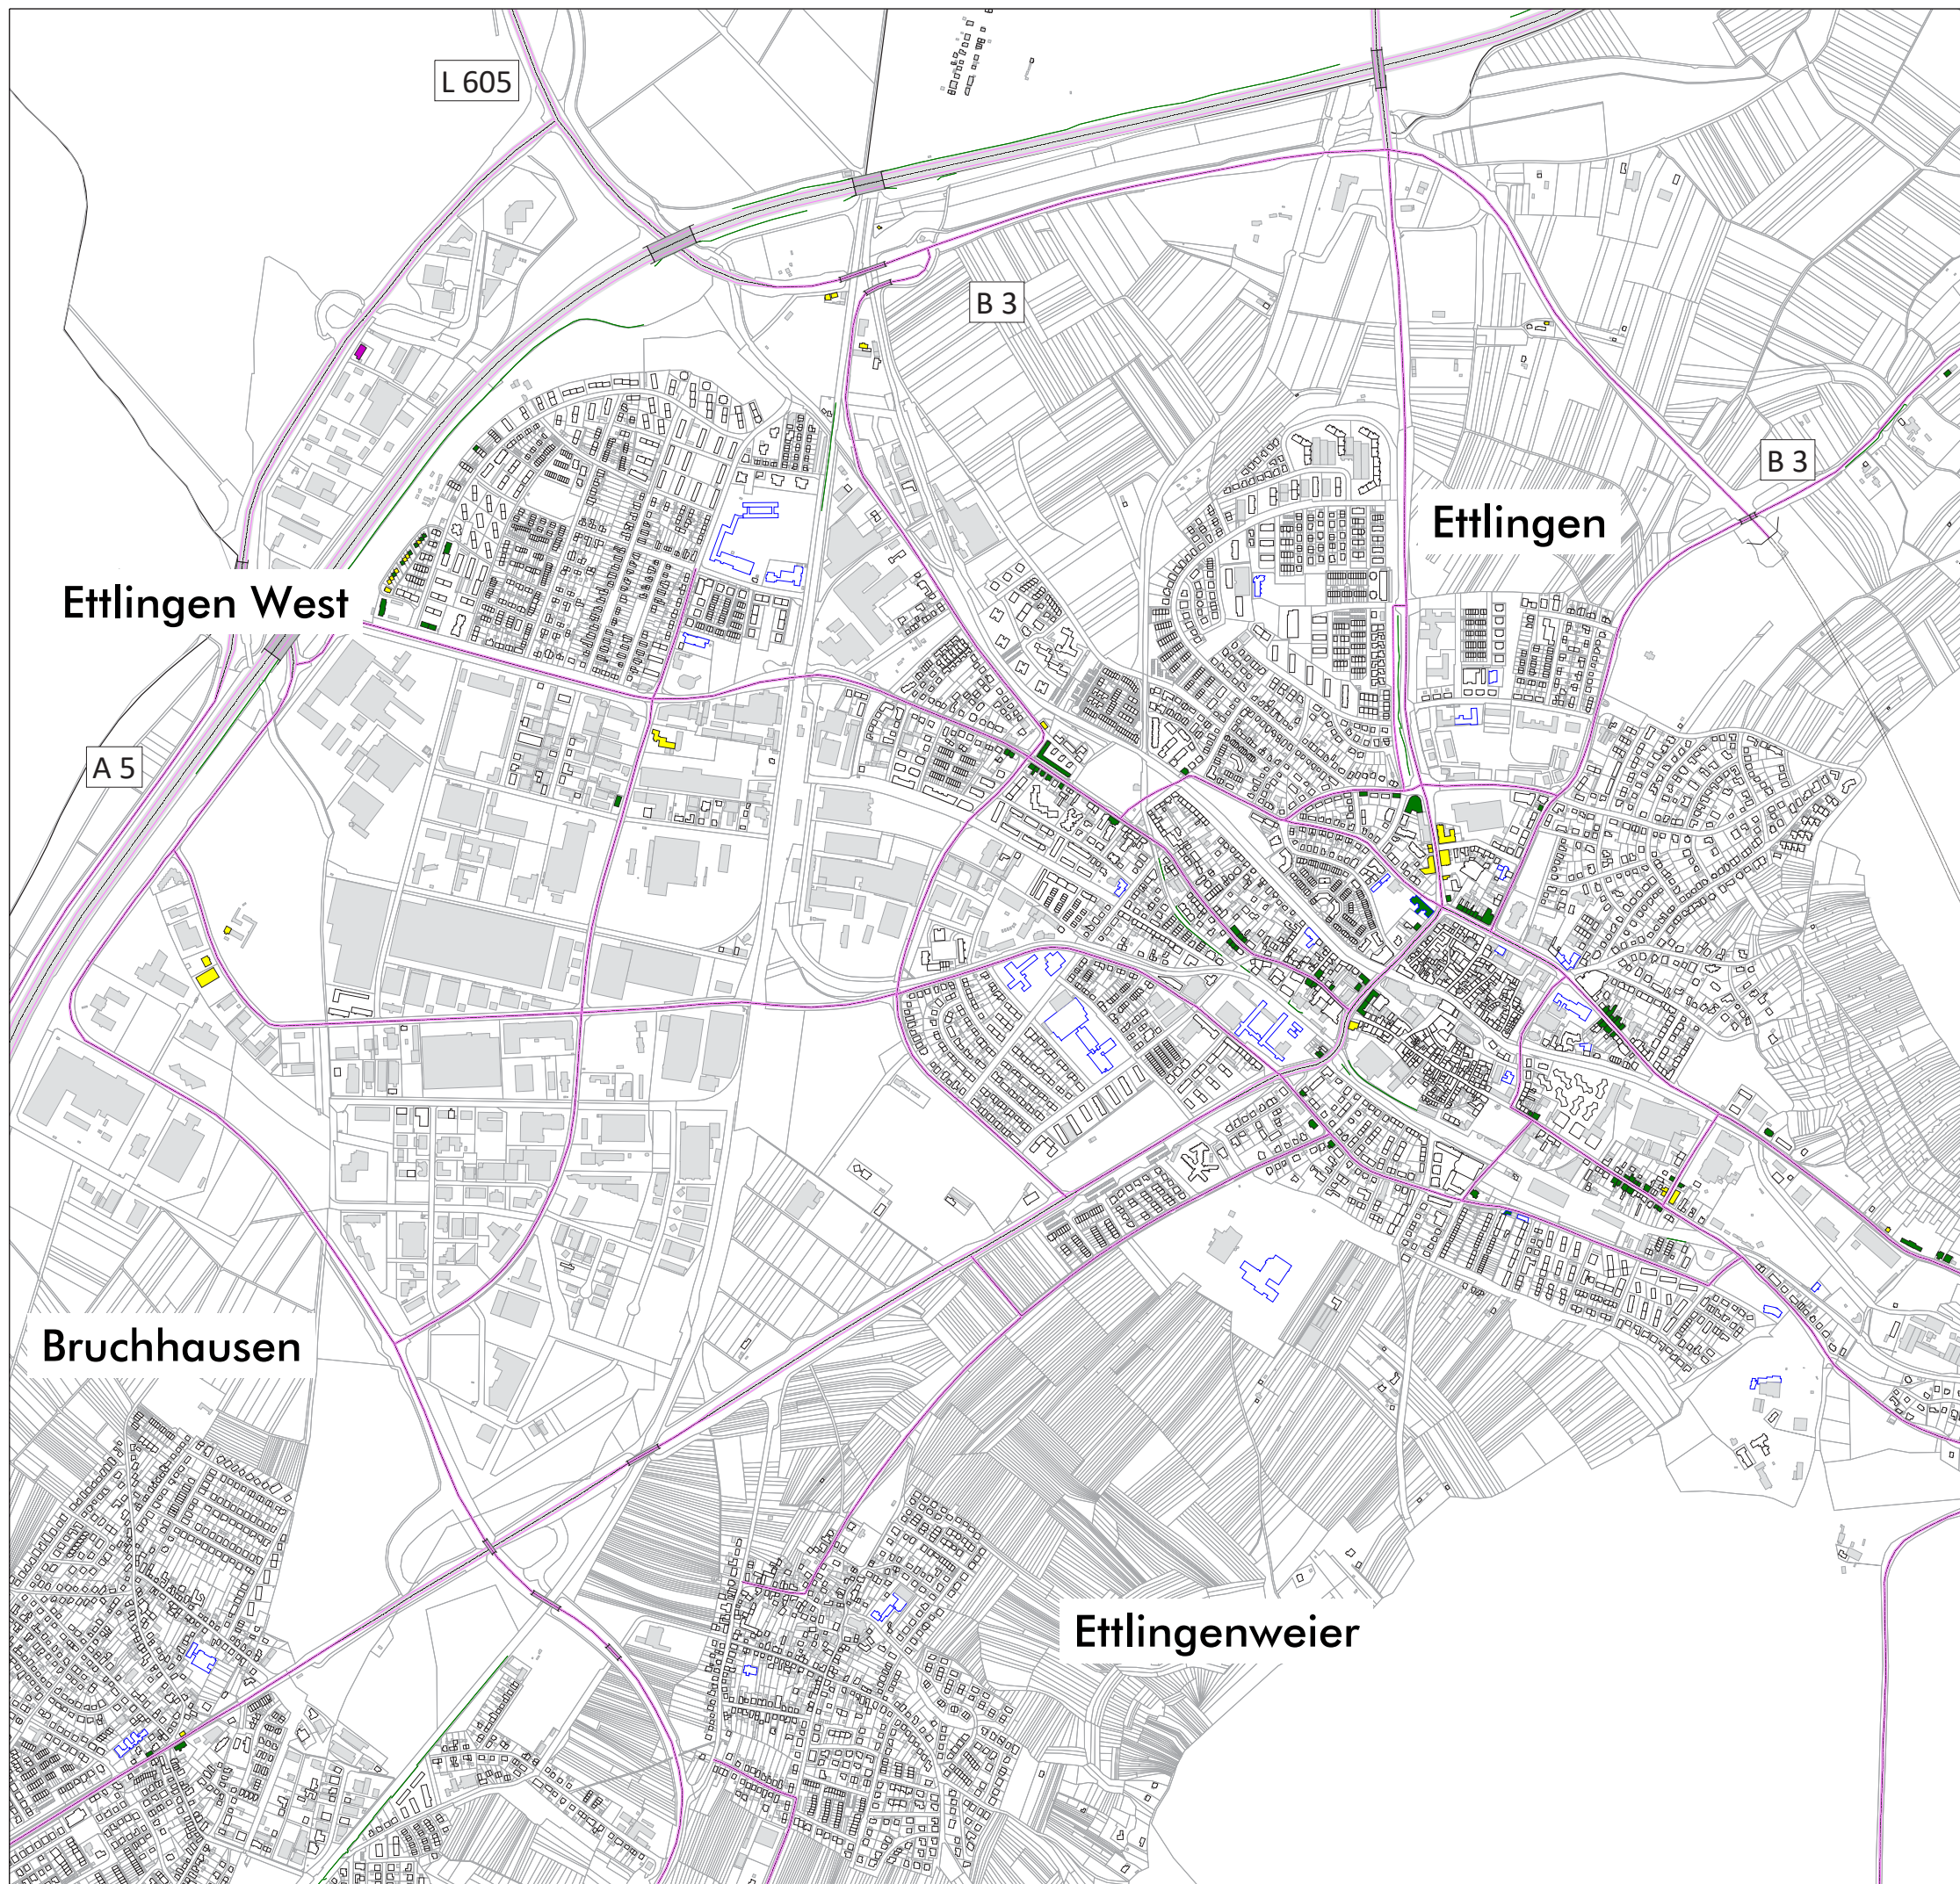 L 605
B 3
B 3
Ettlingen
Ettlingen West
A 5
Bruchhausen
Ettlingenweier